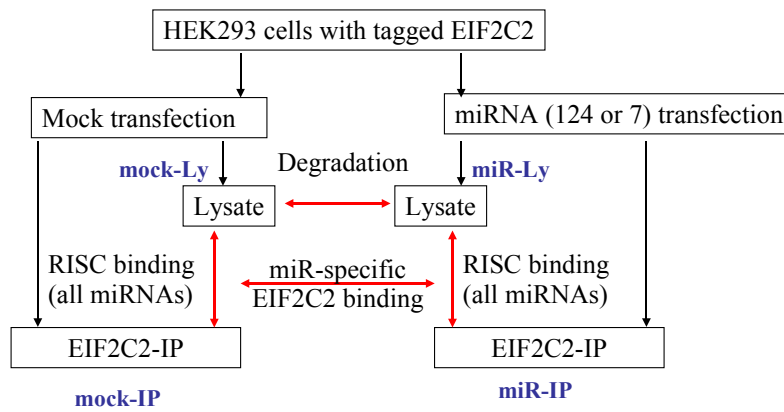 HEK293 cells with tagged EIF2C2
Mock transfection
miRNA (124 or 7) transfection
mock-Ly
Degradation
miR-Ly
Lysate
Lysate
RISC binding
(all miRNAs)
miR-specific
EIF2C2 binding
RISC binding
(all miRNAs)
EIF2C2-IP
EIF2C2-IP
mock-IP
miR-IP